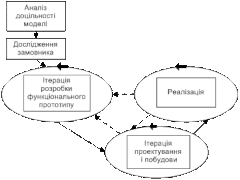 Аналіз
доцільності
моделі
Дослідження
замовника
Ітерація
розробки
функціонального
прототипу
Реалізація
Ітерація
проектування
і побудови